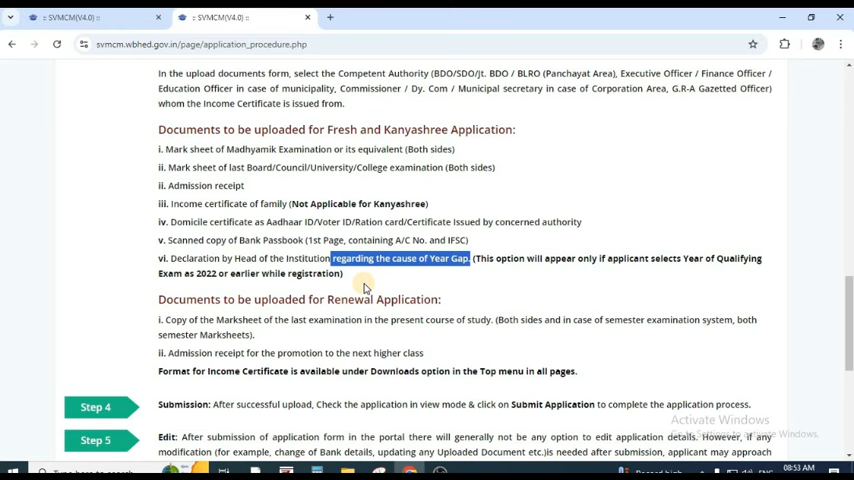 :: SVMCM(V4.0) ::
:: SVMCM(V4.0) ::
svmcm.wbhed.gov.in/page/application_procedure.php
In the upload documents form, select the Competent Authority (BDO/SDO/Jt. BDO / BLRO (Panchayat Area), Executive Officer / Finance Officer /
Education Officer in case of municipality, Commissioner / Dy. Com / Municipal secretary in case of Corporation Area, G.R-A Gazetted Officer)
whom the Income Certificate is issued from.
Documents to be uploaded for Fresh and Kanyashree Application:
i. Mark sheet of Madhyamik Examination or its equivalent (Both sides)
ii. Mark sheet of last Board/Council/University/College examination (Both sides)
ii. Admission receipt
iii. Income certificate of family (Not Applicable for Kanyashree)
iv. Domicile certificate as Aadhaar ID/Voter ID/Ration card/Certificate Issued by concerned authority
v. Scanned copy of Bank Passbook (1st Page, containing A/C No. and IFSC)
vi. Declaration by Head of the Institution regarding the cause of Year Gap. (This option will appear only if applicant selects Year of Qualifying
Exam as 2022 or earlier while registration)
Documents to be uploaded for Renewal Application:
i. Copy of the Marksheet of the last examination in the present course of study. (Both sides and in case of semester examination system, both
semester Marksheets).
ii. Admission receipt for the promotion to the next higher class
Format for Income Certificate is available under Downloads option in the Top menu in all pages.
Step 4
Submission: After successful upload, Check the application in view mode & click on Submit Application to complete the application process.
Activate Windows
Go to Settings to activate Windows.
Step 5
Edit: After submission of application form in the portal there will generally not be any option to edit application details. However, if any
modification (for example, change of Bank details, updating any Uploaded Document etc.)is needed after submission, applicant may approach
Type here to search
Record high
ENG
08:53 AM